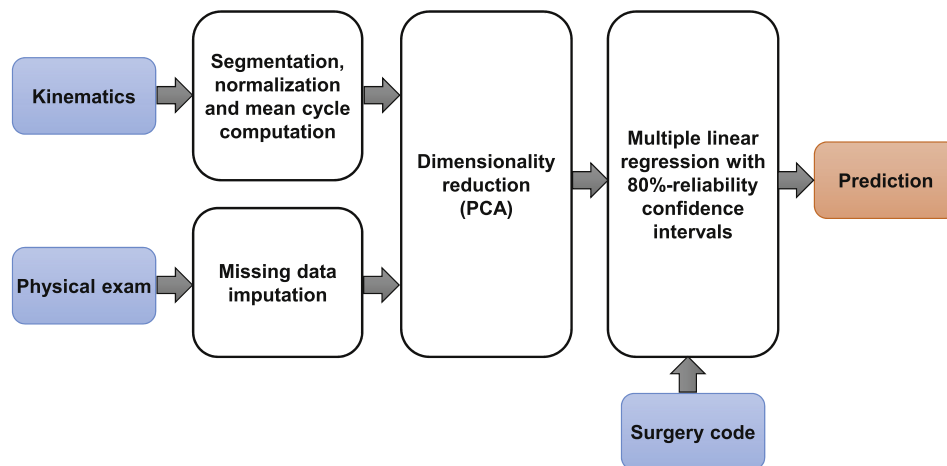 Kinematics
Segmentation,
normalization
and mean cycle
computation
Physical exam
Missing data
imputation
Dimensionality
reduction
(PCA)
Multiple linear
regression with
80%-reliability
confidence
intervals
Surgery code
Prediction